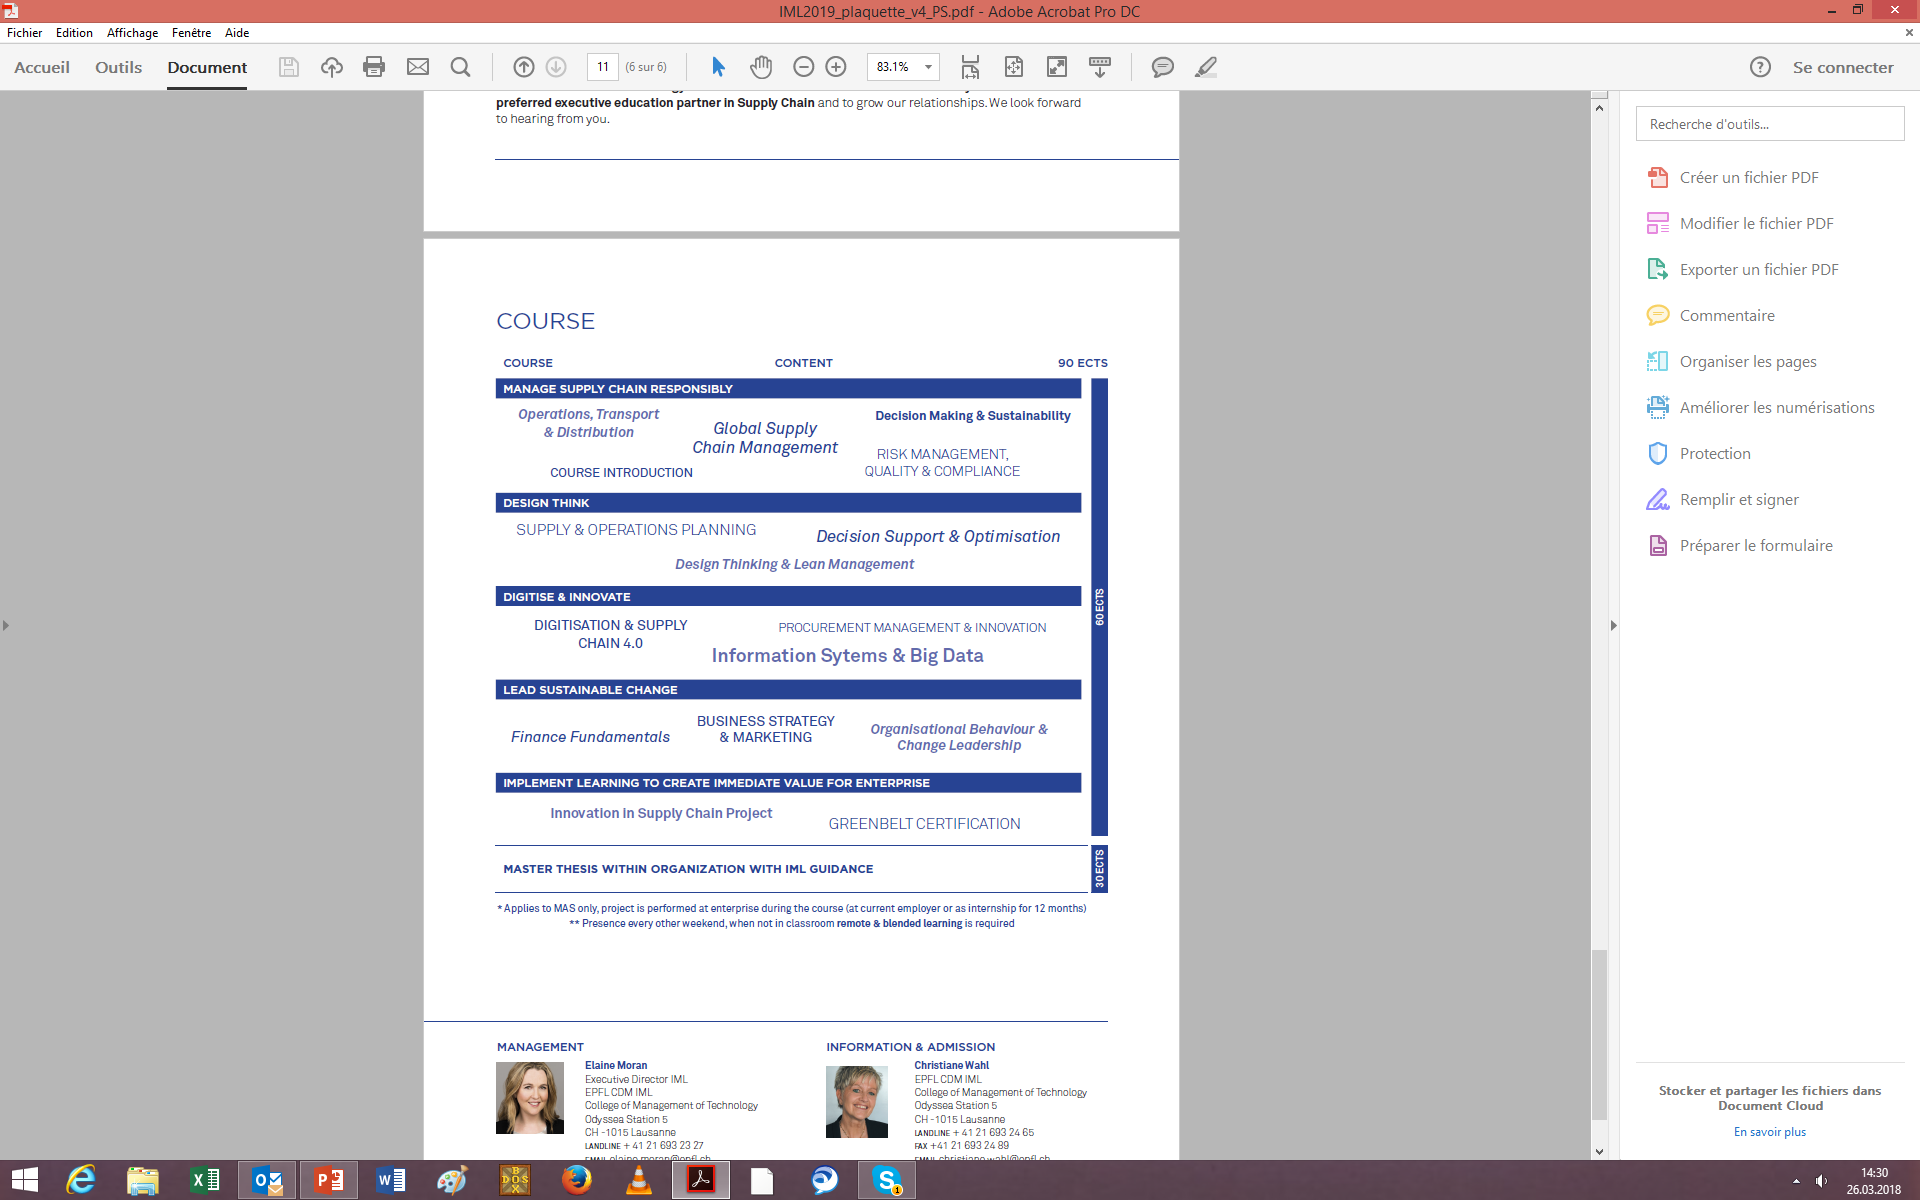 IML2019_plaquette_v4_PS.pdf - Adobe Acrobat Pro DC
Fichier Edition Affichage Fenêtre Aide
Accueil Outils Document 11 (6 sur 6) 83.1% Se connecter
preferred executive education partner in Supply Chain and to grow our relationships. We look forward
to hearing from you.
COURSE
COURSE CONTENT 90 ECTS
MANAGE SUPPLY CHAIN RESPONSIBLY
Operations, Transport
& Distribution
Global Supply
Chain Management
Decision Making & Sustainability
COURSE INTRODUCTION
RISK MANAGEMENT,
QUALITY & COMPLIANCE
DESIGN THINK
SUPPLY & OPERATIONS PLANNING
Decision Support & Optimisation
Design Thinking & Lean Management
DIGITISE & INNOVATE
DIGITISATION & SUPPLY
CHAIN 4.0
PROCUREMENT MANAGEMENT & INNOVATION
Information Sytems & Big Data
LEAD SUSTAINABLE CHANGE
Finance Fundamentals
BUSINESS STRATEGY
& MARKETING
Organisational Behaviour &
Change Leadership
IMPLEMENT LEARNING TO CREATE IMMEDIATE VALUE FOR ENTERPRISE
Innovation in Supply Chain Project
GREENBELT CERTIFICATION
60 ECTS
MASTER THESIS WITHIN ORGANIZATION WITH IML GUIDANCE
30 ECTS
* Applies to MAS only, project is performed at enterprise during the course (at current employer or as internship for 12 months)
** Presence every other weekend, when not in classroom remote & blended learning is required
MANAGEMENT
Elaine Moran
Executive Director IML
EPFL CDM IML
College of Management of Technology
Odyssea Station 5
CH -1015 Lausanne
LANDLINE + 41 21 693 23 27
EMAIL elaine.moran@epfl.ch
INFORMATION & ADMISSION
Christiane Wahl
EPFL CDM IML
College of Management of Technology
Odyssea Station 5
CH -1015 Lausanne
LANDLINE + 41 21 693 24 65
FAX +41 21 693 24 89
EMAIL christiane.wahl@epfl.ch
Recherche d'outils...
Créer un fichier PDF
Modifier le fichier PDF
Exporter un fichier PDF
Commentaire
Organiser les pages
Améliorer les numérisations
Protection
Remplir et signer
Préparer le formulaire
Stocker et partager les fichiers dans
Document Cloud
En savoir plus
14:30
26.03.2018